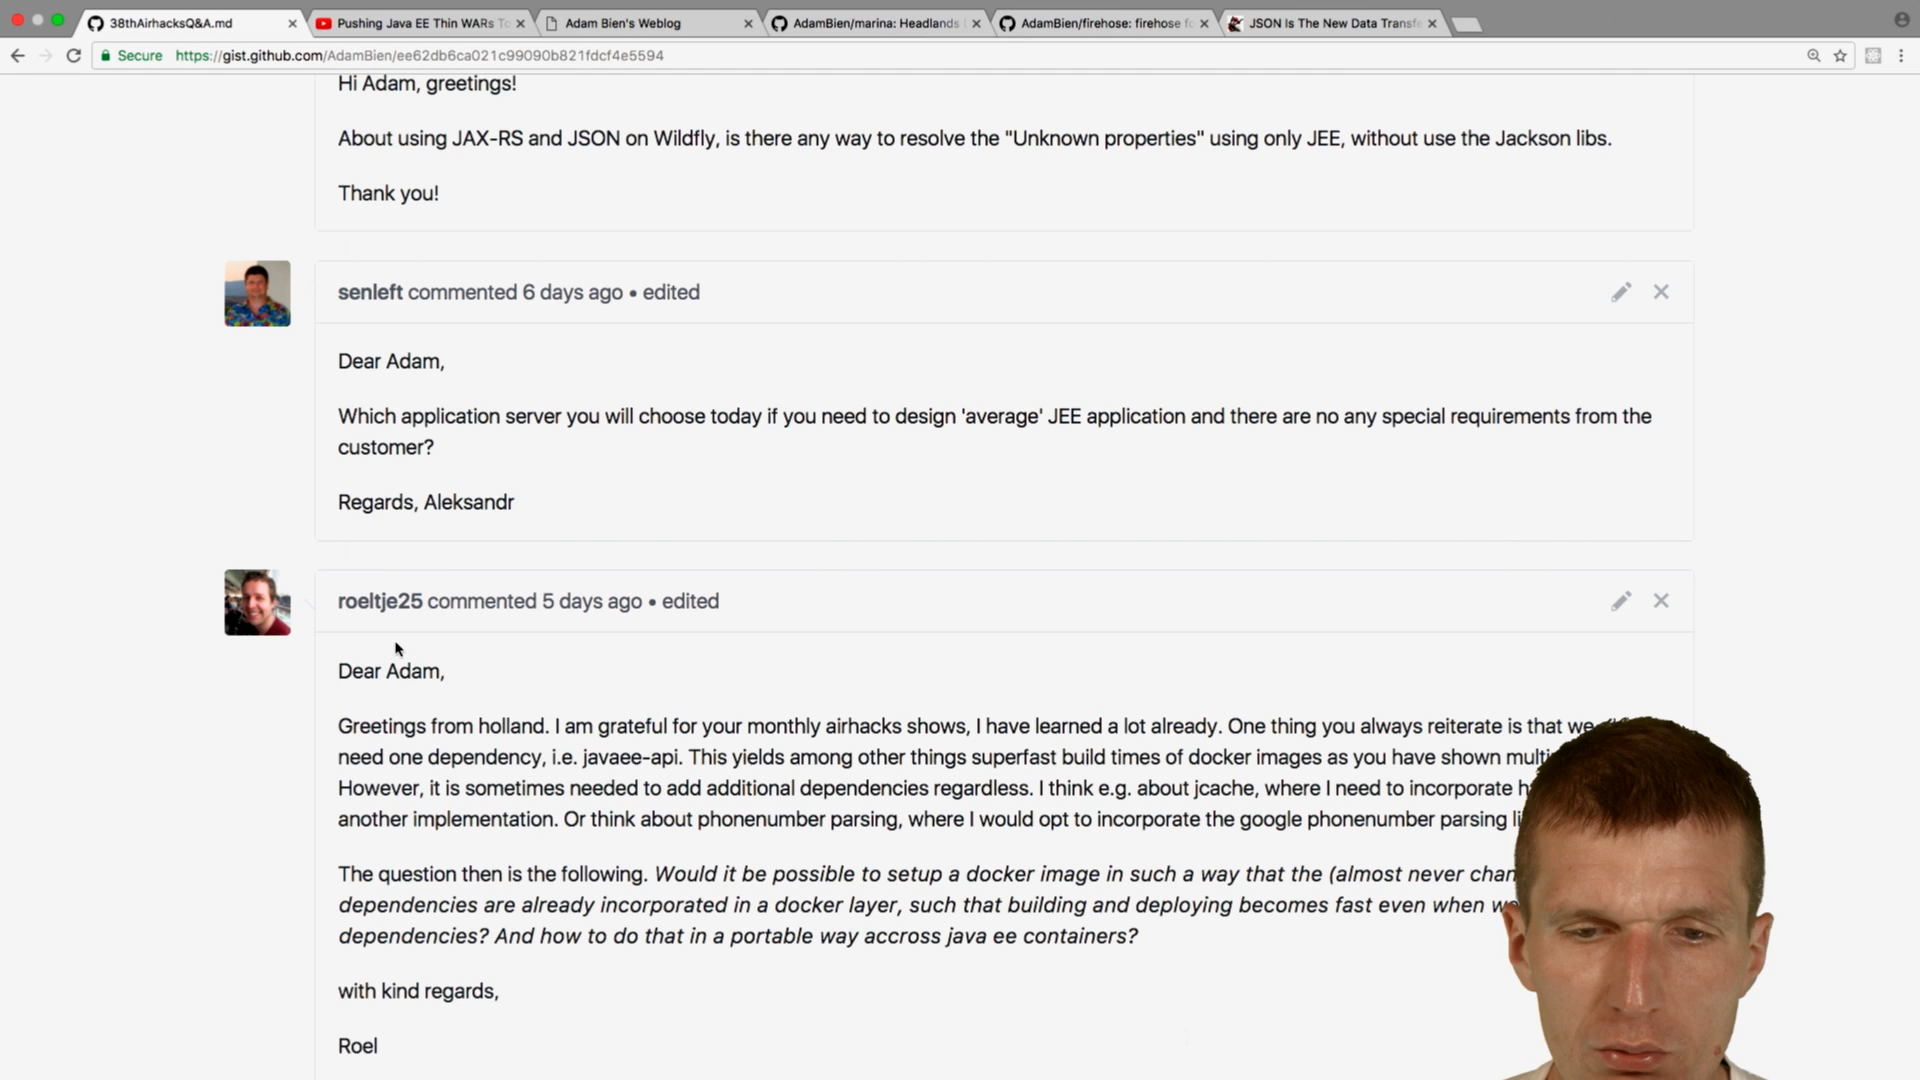 38thAirhacksQ&A.md
Pushing Java EE Thin WARs To
Adam Bien's Weblog
AdamBien/marina: Headlands
AdamBien/firehose: firehose fo
JSON Is The New Data Transfe
Secure https://gist.github.com/AdamBien/ee62db6ca021c99090b821fdcf4e5594
Hi Adam, greetings!
About using JAX-RS and JSON on Wildfly, is there any way to resolve the "Unknown properties" using only JEE, without use the Jackson libs.
Thank you!
senleft commented 6 days ago • edited
Dear Adam,
Which application server you will choose today if you need to design 'average' JEE application and there are no any special requirements from the
customer?
Regards, Aleksandr
roeltje25 commented 5 days ago • edited
Dear Adam,
Greetings from holland. I am grateful for your monthly airhacks shows, I have learned a lot already. One thing you always reiterate is that we
need one dependency, i.e. javaee-api. This yields among other things superfast build times of docker images as you have shown multi
However, it is sometimes needed to add additional dependencies regardless. I think e.g. about jcache, where I need to incorporate h
another implementation. Or think about phonenumber parsing, where I would opt to incorporate the google phonenumber parsing li
The question then is the following. Would it be possible to setup a docker image in such a way that the (almost never chan
dependencies are already incorporated in a docker layer, such that building and deploying becomes fast even when we
dependencies? And how to do that in a portable way accross java ee containers?
with kind regards,
Roel